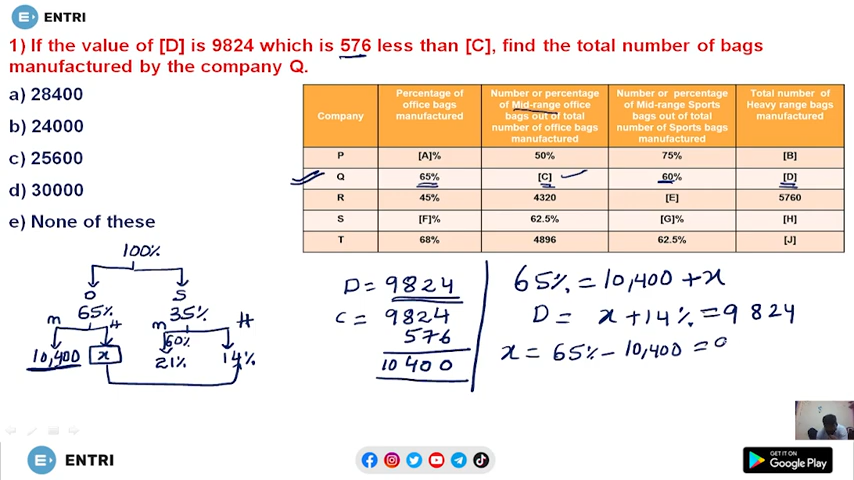 ENTRI
1) If the value of [D] is 9824 which is 576 less than [C], find the total number of bags
manufactured by the company Q.
a) 28400
b) 24000
c) 25600
d) 30000
e) None of these
Company
Percentage of
office bags
manufactured
Number or percentage
of Mid-range office
bags out of total
number of office bags
manufactured
Number or percentage
of Mid-range Sports
bags out of total
number of Sports bags
manufactured
Total number of
Heavy range bags
manufactured
P [A]% 50% 75% [B]
Q 65% [C] 60% [D]
R 45% 4320 [E] 5760
S [F]% 62.5% [G]% [H]
T 68% 4896 62.5% [J]
100%
O S
65% 35%
m H m H
60%
10,400 x 21% 14%
D = 9824
C = 9824
576
10400
65% = 10,400 + x
D = x + 14% = 9824
x = 65% - 10,400 =
ENTRI
GET IT ON
Google Play